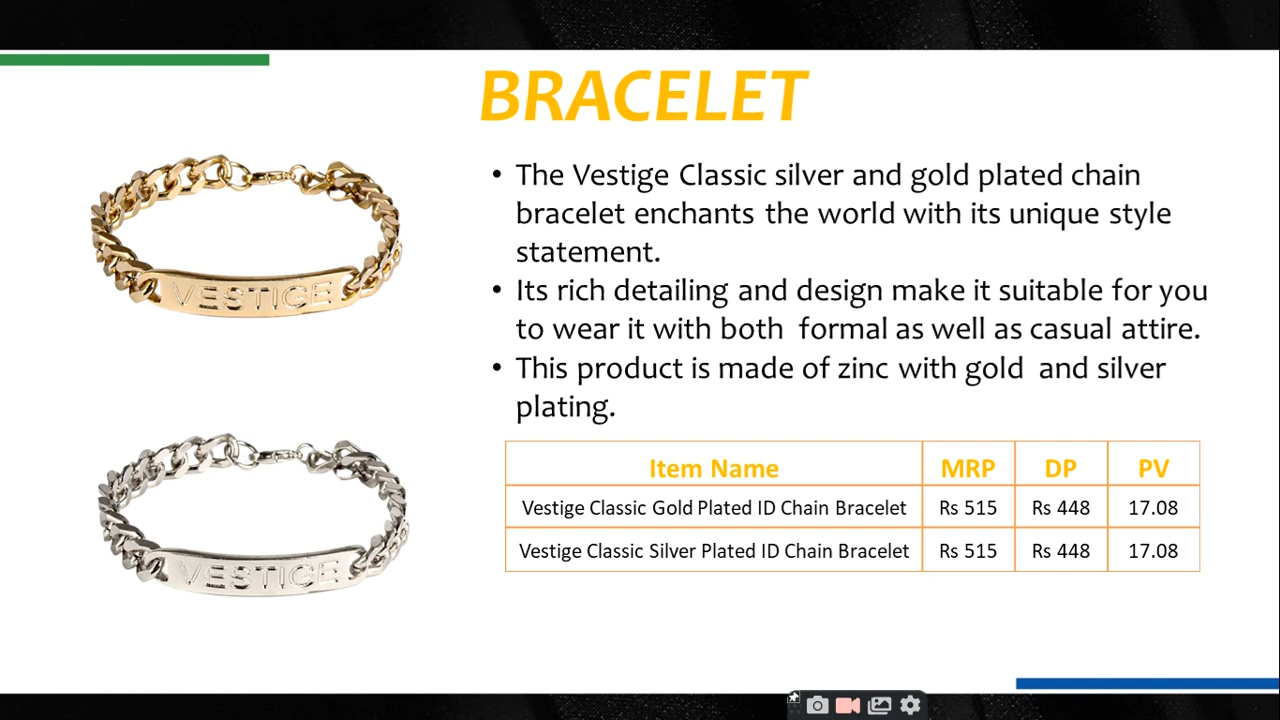 BRACELET
• The Vestige Classic silver and gold plated chain
bracelet enchants the world with its unique style
statement.
• Its rich detailing and design make it suitable for you
to wear it with both formal as well as casual attire.
• This product is made of zinc with gold and silver
plating.
VESTIGE
VESTIGE
Item Name MRP DP PV
Vestige Classic Gold Plated ID Chain Bracelet Rs 515 Rs 448 17.08
Vestige Classic Silver Plated ID Chain Bracelet Rs 515 Rs 448 17.08